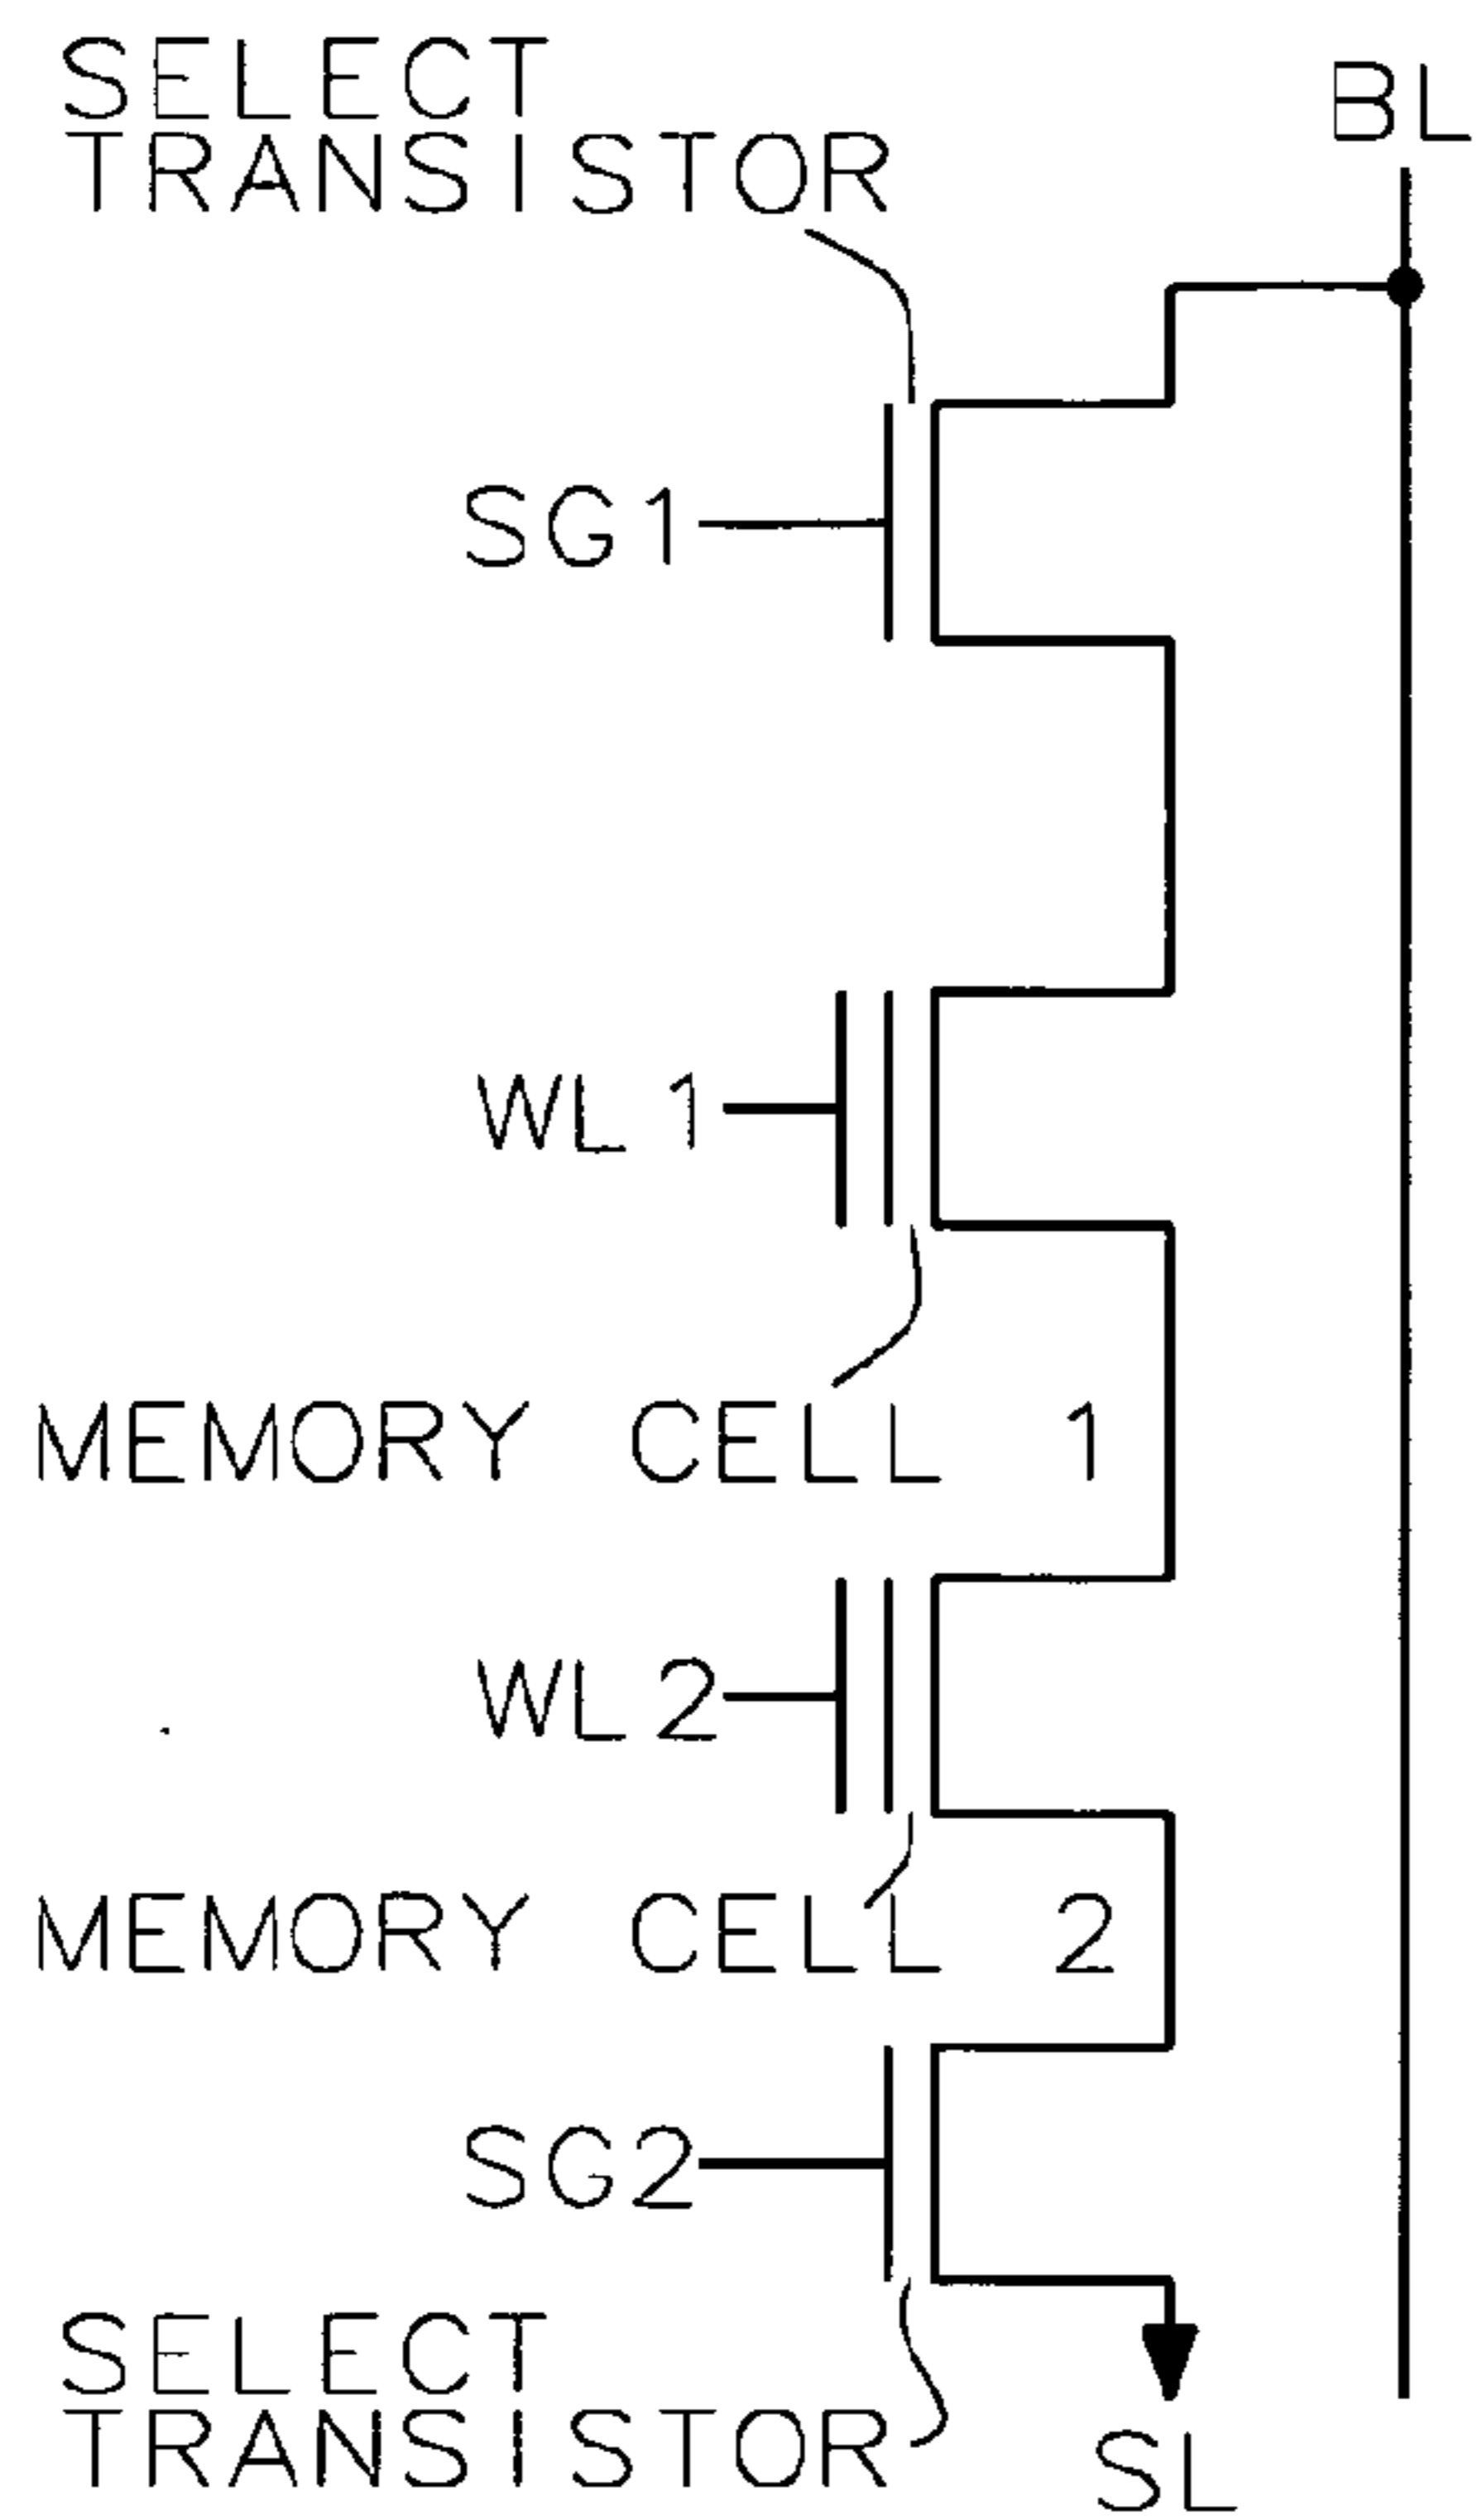 SELECT
TRANSISTOR
BL
SG1
WL1
MEMORY CELL 1
WL2
MEMORY CELL 2
SG2
SELECT
TRANSISTOR
SL